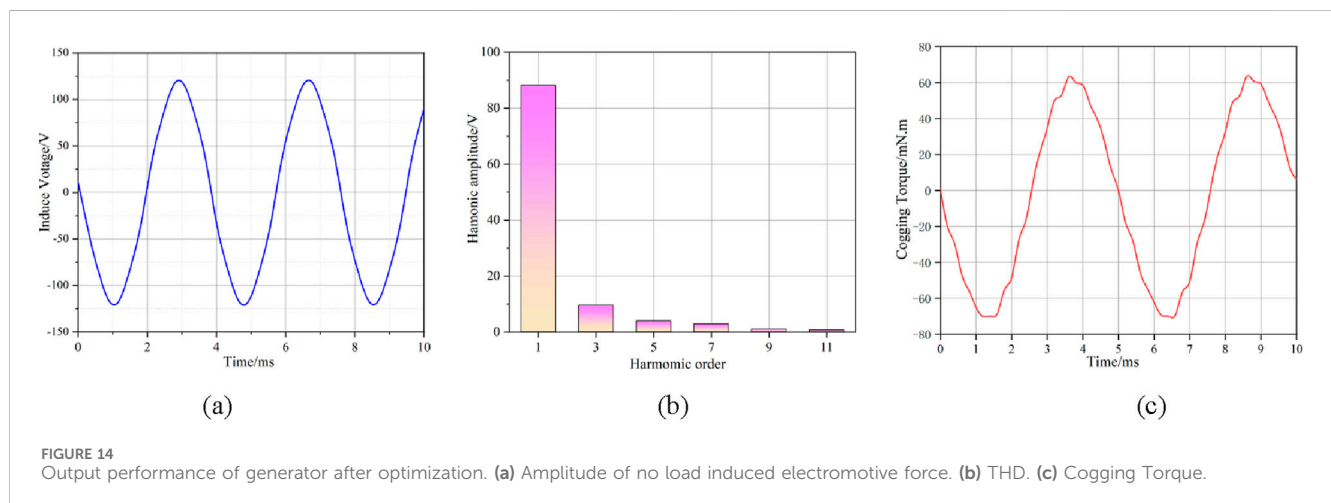 150
100
50
0
-50
-100
-150
0 2 4 6 8 10
Induce Votage/V
Time/ms
(a)
100
80
60
40
20
0
1 3 5 7 9 11
Hamonic amplitude/V
Harmomic order
(b)
80
60
40
20
0
-20
-40
-60
-80
0 1 2 3 4 5 6 7 8 9 10
Cogging Torque/mN.m
Time/ms
(c)
FIGURE 14
Output performance of generator after optimization. (a) Amplitude of no load induced electromotive force. (b) THD. (c) Cogging Torque.